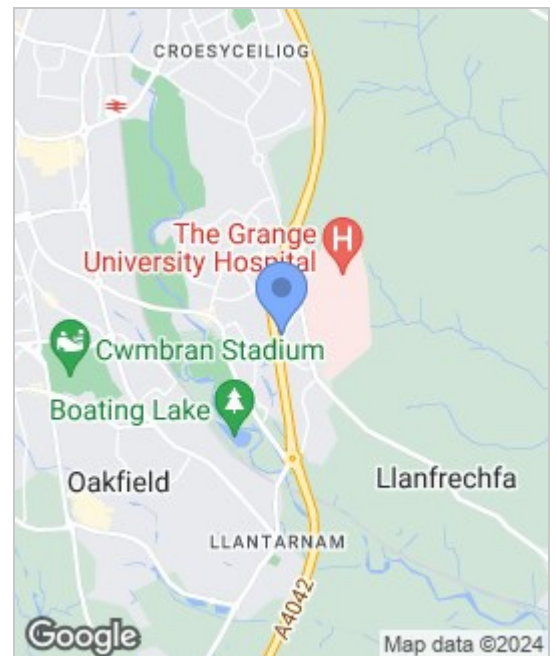 CROESYCEILIOG
The Grange
University Hospital
H
Cwmbran Stadium
Boating Lake
Oakfield
Llanfrechfa
LLANTARNAM
A4042
Google
Map data ©2024